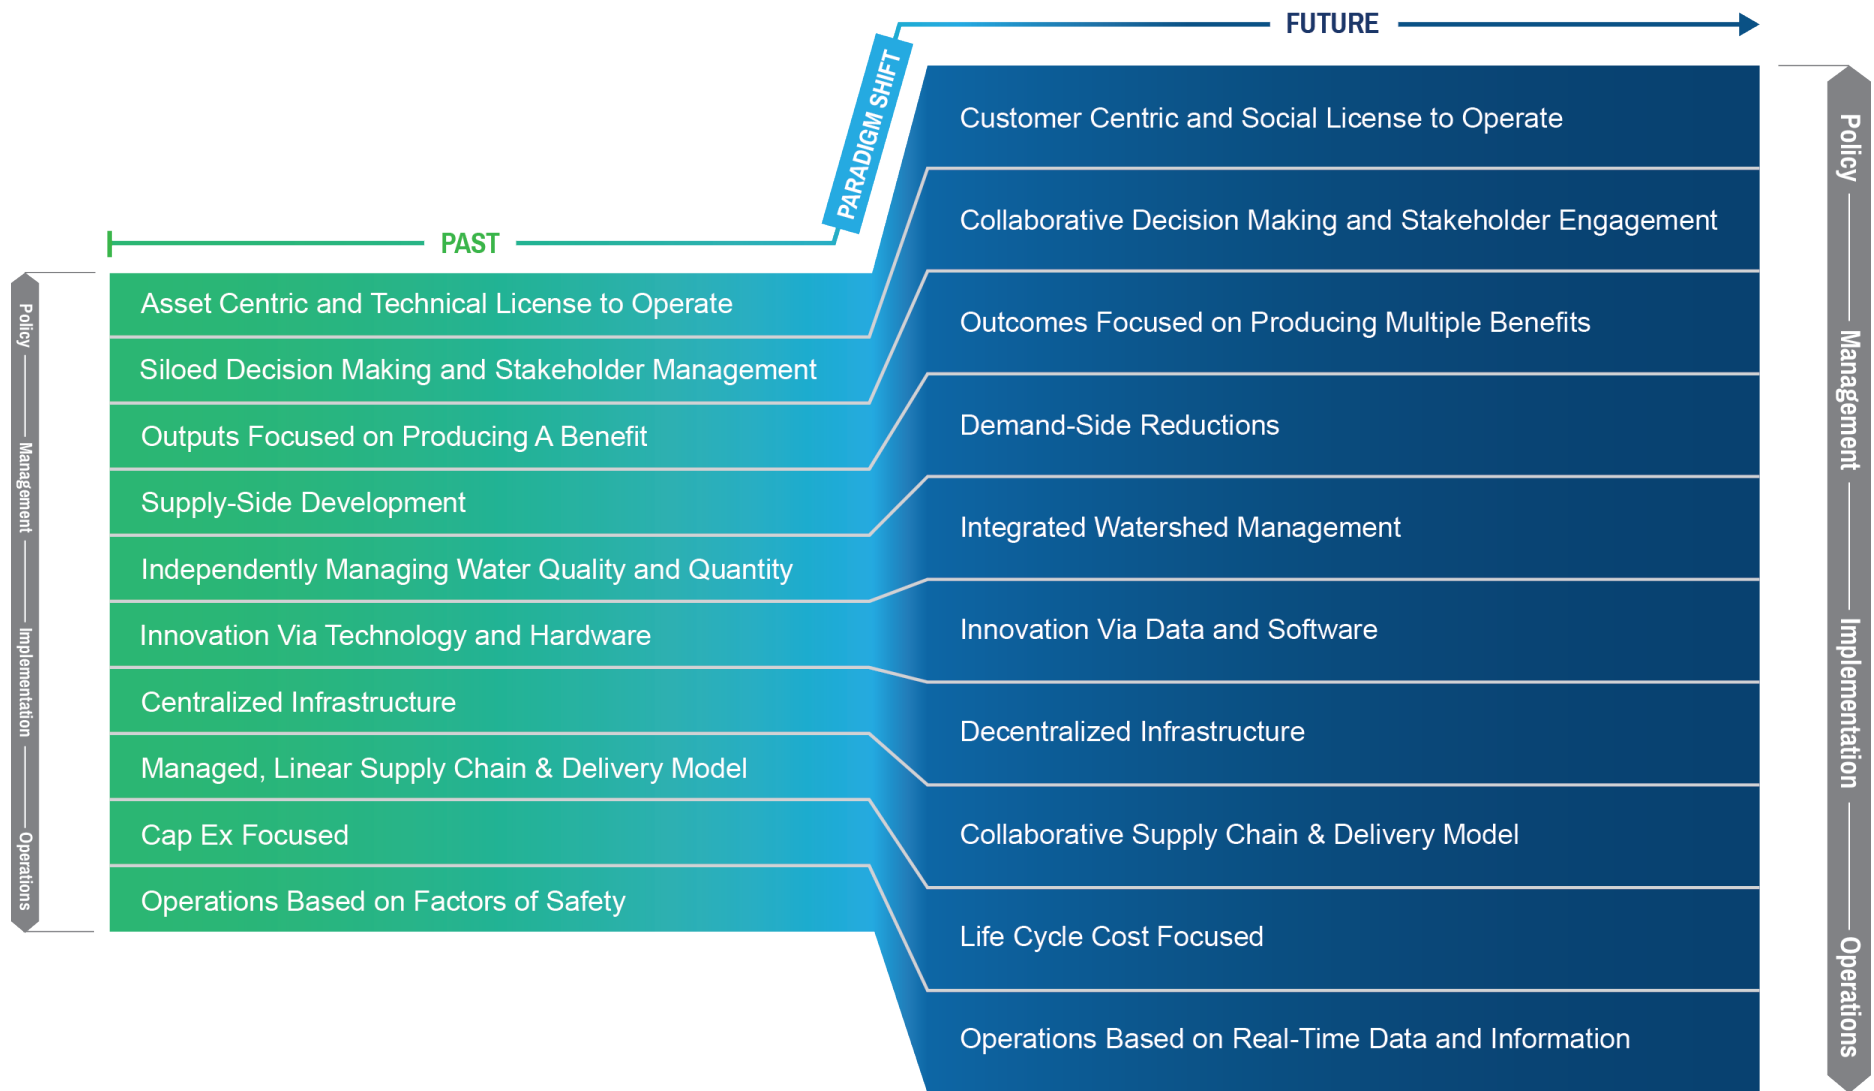 FUTURE
PARADIGM SHIFT
PAST
Policy
Management
Implementation
Operations
Asset Centric and Technical License to Operate
Siloed Decision Making and Stakeholder Management
Outputs Focused on Producing A Benefit
Supply-Side Development
Independently Managing Water Quality and Quantity
Innovation Via Technology and Hardware
Centralized Infrastructure
Managed, Linear Supply Chain & Delivery Model
Cap Ex Focused
Operations Based on Factors of Safety
Customer Centric and Social License to Operate
Collaborative Decision Making and Stakeholder Engagement
Outcomes Focused on Producing Multiple Benefits
Demand-Side Reductions
Integrated Watershed Management
Innovation Via Data and Software
Decentralized Infrastructure
Collaborative Supply Chain & Delivery Model
Life Cycle Cost Focused
Operations Based on Real-Time Data and Information
Policy
Management
Implementation
Operations